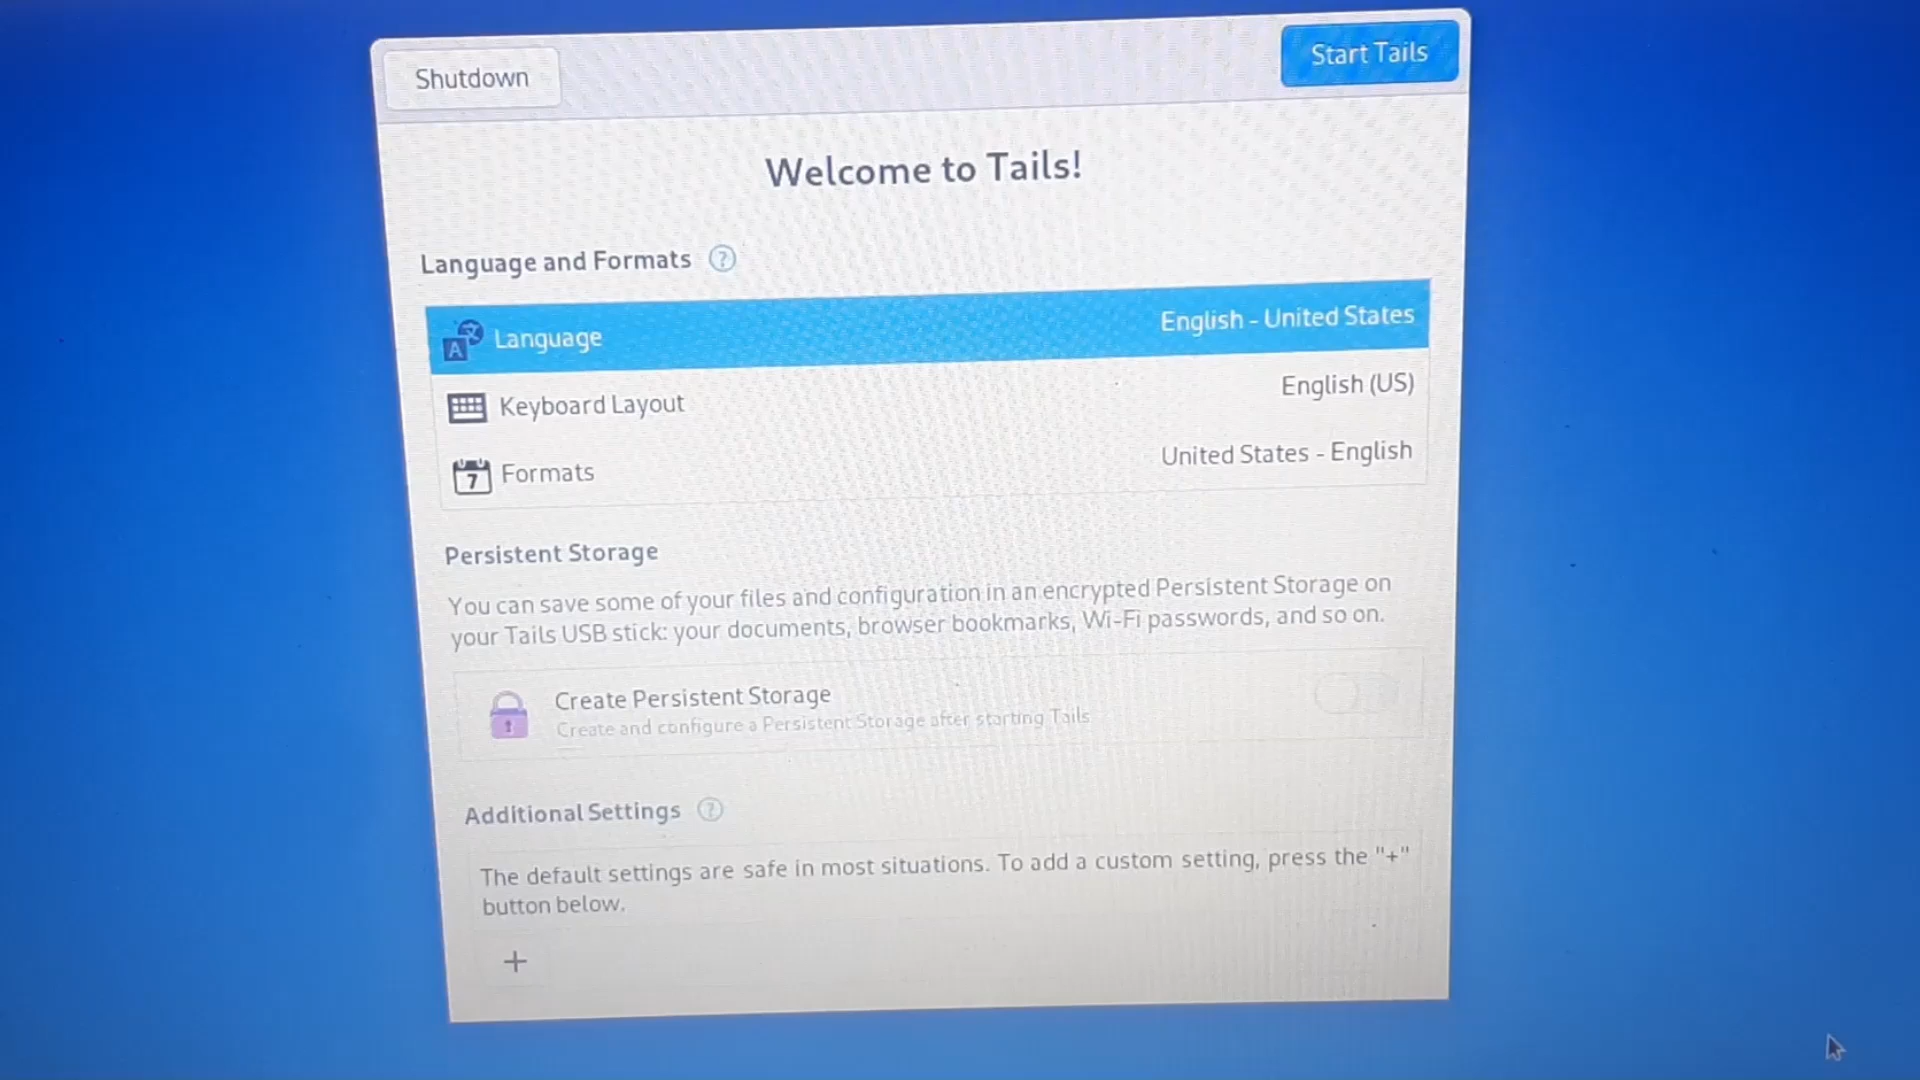 Shutdown
Start Tails
Welcome to Tails!
Language and Formats ?
A Language English - United States
Keyboard Layout English (US)
7 Formats United States - English
Persistent Storage
You can save some of your files and configuration in an encrypted Persistent Storage on
your Tails USB stick: your documents, browser bookmarks, Wi-Fi passwords, and so on.
Create Persistent Storage
Create and configure a Persistent Storage after starting Tails
Additional Settings ?
The default settings are safe in most situations. To add a custom setting, press the "+"
button below.
+